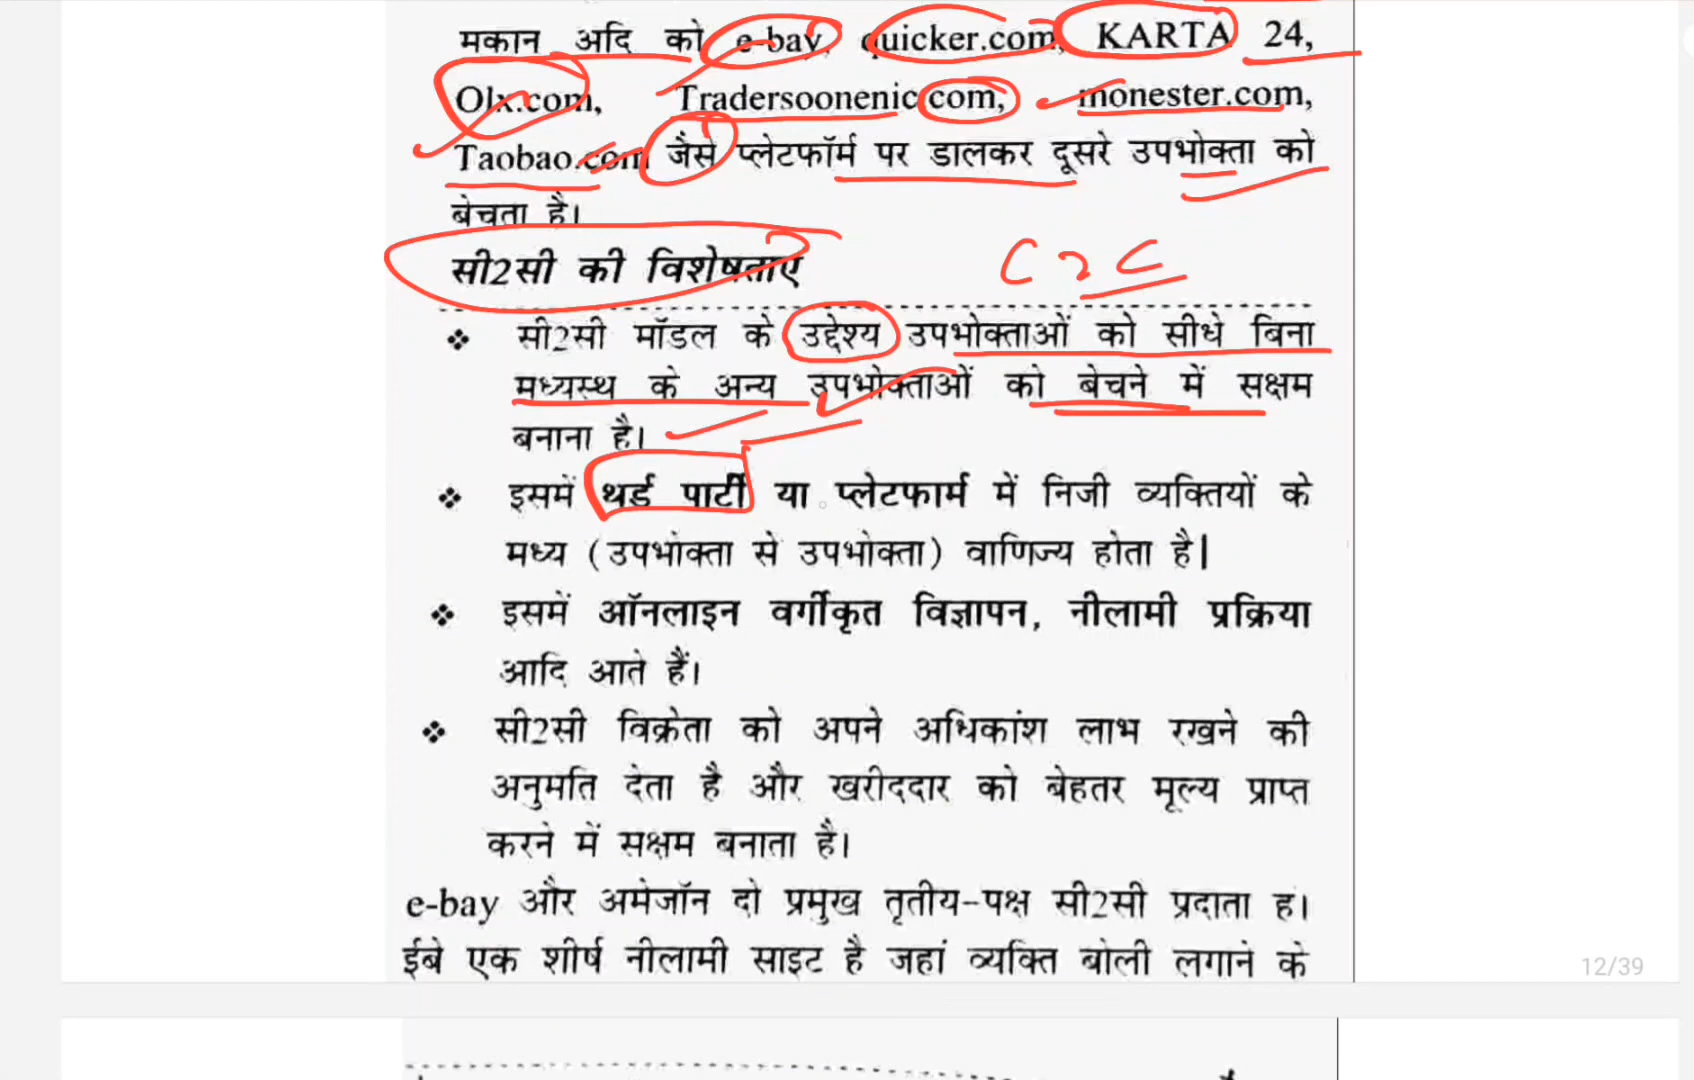 मकान अदि को e-bay, quicker.com, KARTA 24,
Olx.com, Tradersoonenic com, monester.com,
Taobao.com जैसे प्लेटफॉर्म पर डालकर दूसरे उपभोक्ता को
बेचता है।
सी2सी की विशेषताए
C2C
❖ सी2सी मॉडल के उद्देश्य उपभोक्ताओं को सीधे बिना
मध्यस्थ के अन्य उपभोक्ताओं को बेचने में सक्षम
बनाना है।
❖ इसमें थर्ड पार्टी या प्लेटफार्म में निजी व्यक्तियों के
मध्य (उपभोक्ता से उपभोक्ता) वाणिज्य होता है|
❖ इसमें ऑनलाइन वर्गीकृत विज्ञापन, नीलामी प्रक्रिया
आदि आते हैं।
❖ सी2सी विक्रेता को अपने अधिकांश लाभ रखने की
अनुमति देता है और खरीददार को बेहतर मूल्य प्राप्त
करने में सक्षम बनाता है।
e-bay और अमेजॉन दो प्रमुख तृतीय-पक्ष सी2सी प्रदाता ह।
ईबे एक शीर्ष नीलामी साइट है जहां व्यक्ति बोली लगाने के
12/39